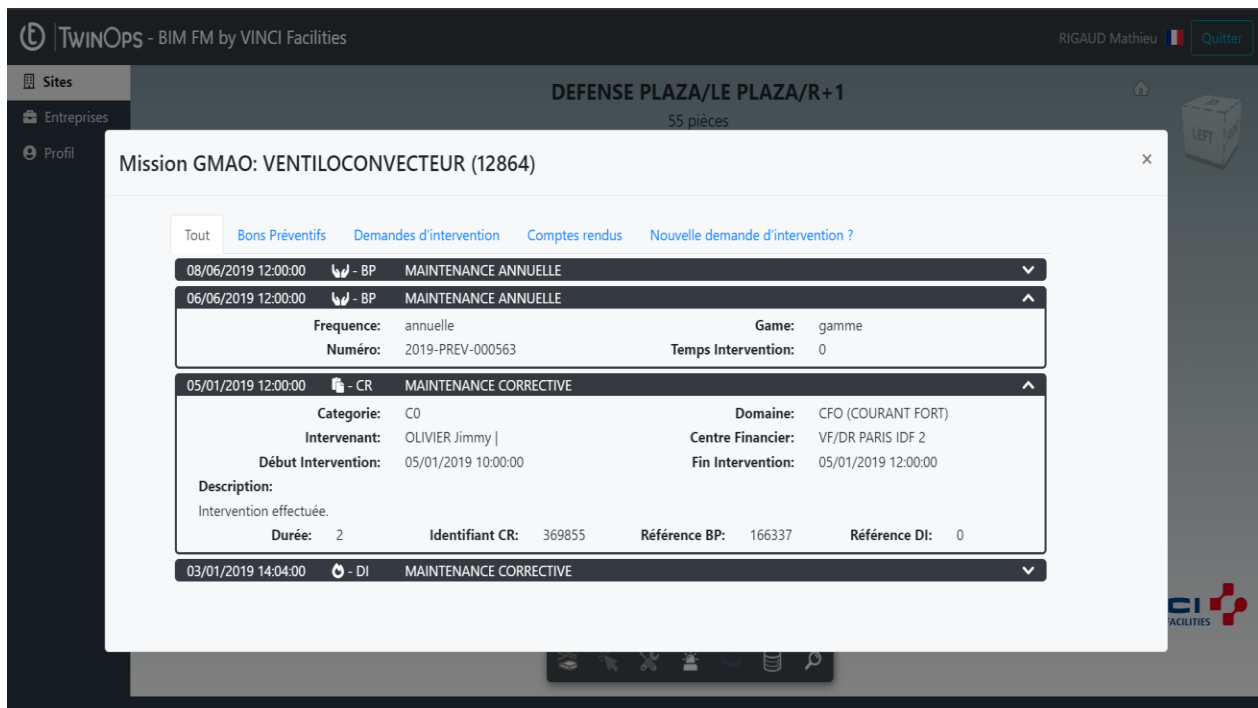 TWINOPS - BIM FM by VINCI Facilities
RIGAUD Mathieu
Quitter
Sites
Entreprises
Profil
DEFENSE PLAZA/LE PLAZA/R+1
55 pièces
LEFT
Mission GMAO: VENTILOCONVECTEUR (12864)
×
Tout Bons Préventifs Demandes d'intervention Comptes rendus Nouvelle demande d'intervention ?
08/06/2019 12:00:00 - BP MAINTENANCE ANNUELLE
06/06/2019 12:00:00 - BP MAINTENANCE ANNUELLE
Frequence: annuelle Game: gamme
Numéro: 2019-PREV-000563 Temps Intervention: 0
05/01/2019 12:00:00 - CR MAINTENANCE CORRECTIVE
Categorie: C0 Domaine: CFO (COURANT FORT)
Intervenant: OLIVIER Jimmy | Centre Financier: VF/DR PARIS IDF 2
Début Intervention: 05/01/2019 10:00:00 Fin Intervention: 05/01/2019 12:00:00
Description:
Intervention effectuée.
Durée: 2 Identifiant CR: 369855 Référence BP: 166337 Référence DI: 0
03/01/2019 14:04:00 - DI MAINTENANCE CORRECTIVE
CI
ACILITIES